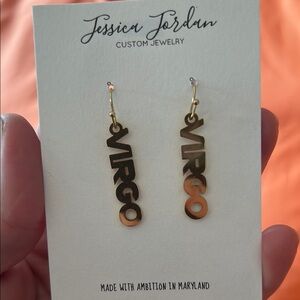 Jessica Jordan
CUSTOM JEWELRY
VIRGO
VIRGO
MADE WITH AMBITION IN MARYLAND